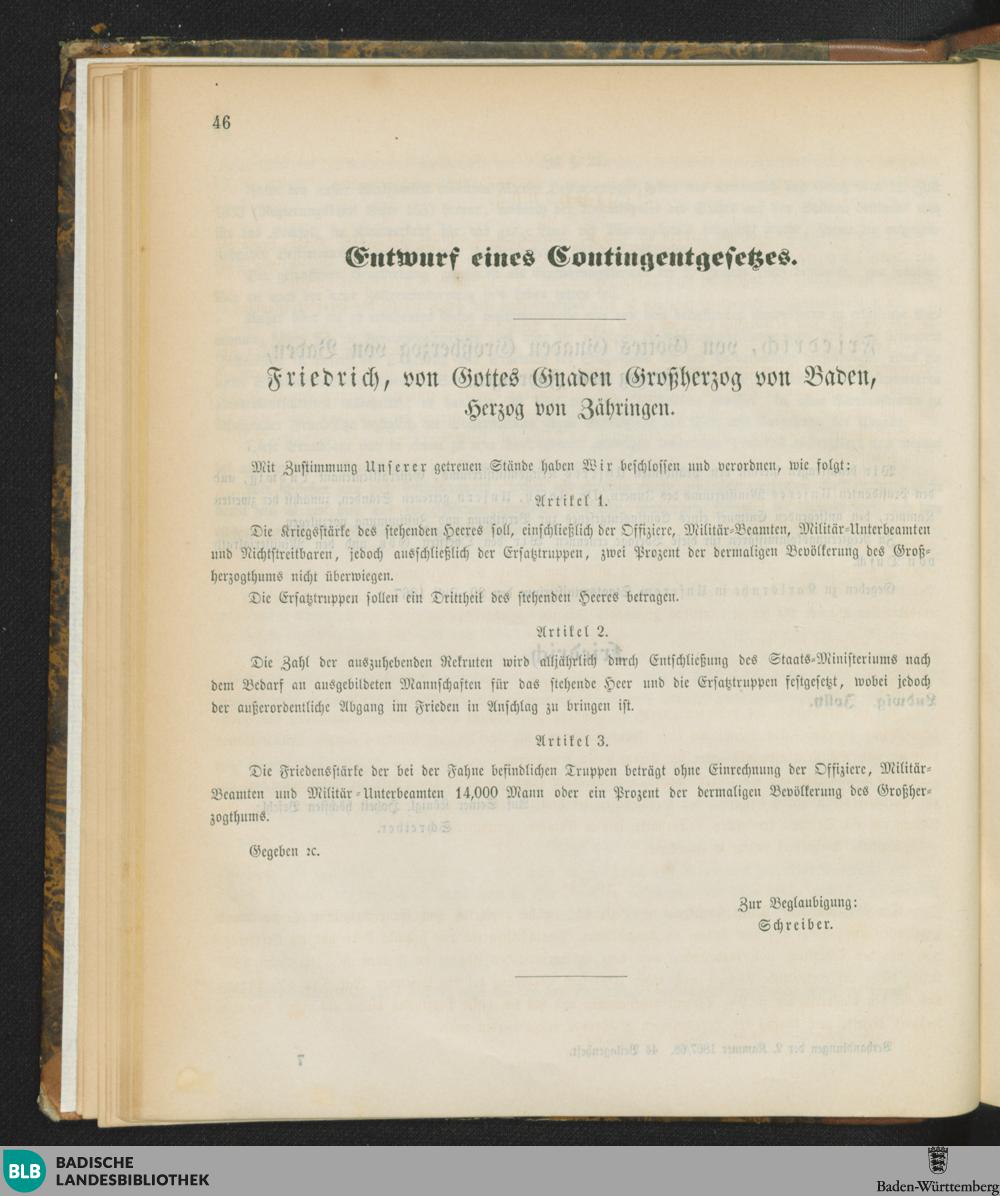 46
Entwurf eines Contingentgesetzes.
Friedrich, von Gottes Gnaden Großherzog von Baden,
Herzog von Zähringen.
Mit Zustimmung Unserer getreuen Stände haben Wir beschlossen und verordnen, wie folgt:
Artikel 1.
Die Kriegsstärke des stehenden Heeres soll, einschließlich der Offiziere, Militär-Beamten, Militär-Unterbeamten
und Nichtstreitbaren, jedoch ausschließlich der Ersatztruppen, zwei Prozent der dermaligen Bevölkerung des Groß-
herzogthums nicht überwiegen.
Die Ersatztruppen sollen ein Drittheil des stehenden Heeres betragen.
Artikel 2.
Die Zahl der auszuhebenden Rekruten wird alljährlich durch Entschließung des Staats-Ministeriums nach
dem Bedarf an ausgebildeten Mannschaften für das stehende Heer und die Ersatztruppen festgesetzt, wobei jedoch
der außerordentliche Abgang im Frieden in Anschlag zu bringen ist.
Artikel 3.
Die Friedensstärke der bei der Fahne befindlichen Truppen beträgt ohne Einrechnung der Offiziere, Militär-
Beamten und Militär-Unterbeamten 14,000 Mann oder ein Prozent der dermaligen Bevölkerung des Großher-
zogthums.
Gegeben ꝛc.
Zur Beglaubigung:
Schreiber.
BLB BADISCHE
LANDESBIBLIOTHEK
Baden-Württemberg